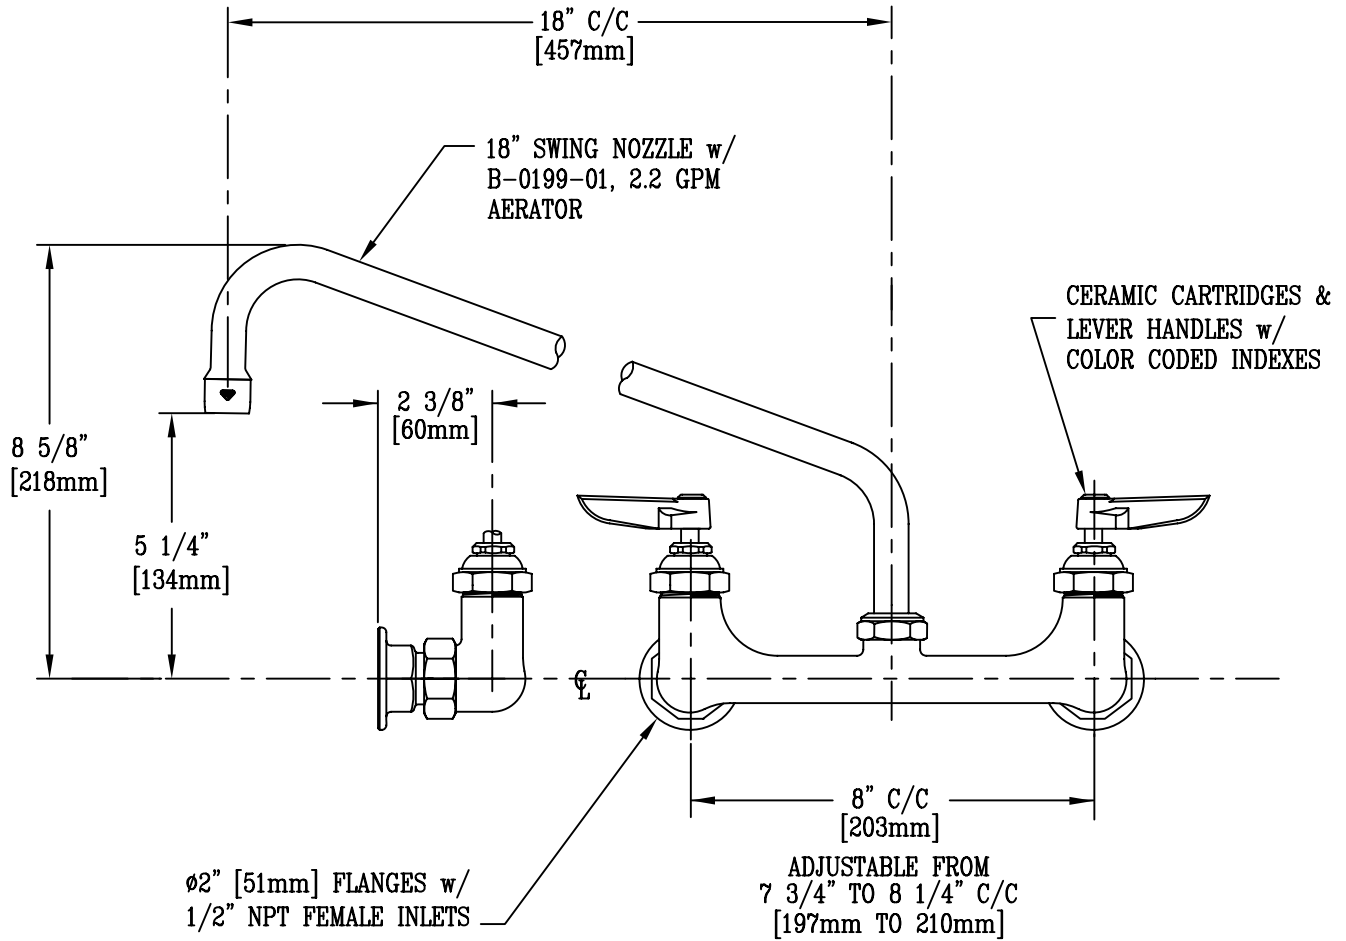 18" C/C
[457mm]
18" SWING NOZZLE w/
B-0199-01, 2.2 GPM
AERATOR
CERAMIC CARTRIDGES &
LEVER HANDLES w/
COLOR CODED INDEXES
2 3/8"
[60mm]
8 5/8"
[218mm]
5 1/4"
[134mm]
℄
8" C/C
[203mm]
ADJUSTABLE FROM
7 3/4" TO 8 1/4" C/C
[197mm TO 210mm]
ø2" [51mm] FLANGES w/
1/2" NPT FEMALE INLETS